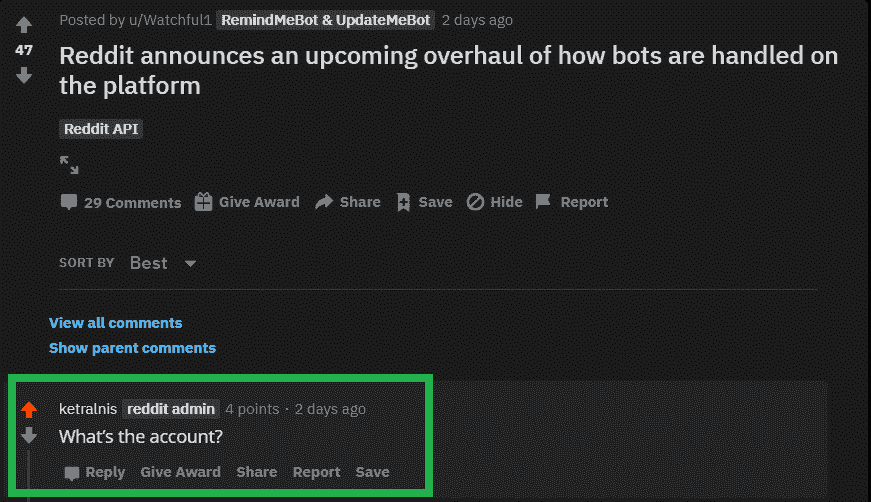 Posted by u/Watchful1 RemindMeBot & UpdateMeBot 2 days ago
47
Reddit announces an upcoming overhaul of how bots are handled on
the platform
Reddit API
29 Comments Give Award Share Save Hide Report
SORT BY Best
View all comments
Show parent comments
ketralnis reddit admin 4 points · 2 days ago
What's the account?
Reply Give Award Share Report Save